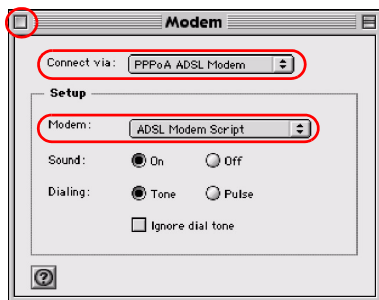 Modem
Connect via: PPPoA ADSL Modem
Setup
Modem: ADSL Modem Script
Sound: On Off
Dialing: Tone Pulse
Ignore dial tone
?